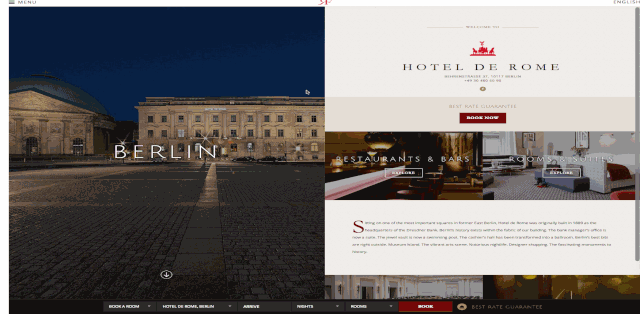 MENU
ENGLISH
BERLIN
WELCOME TO
HOTEL DE ROME
BEHRENSTRASSE 37, 10117 BERLIN
BEST RATE GUARANTEE
BOOK NOW
RESTAURANTS & BARS
EXPLORE
ROOMS & SUITES
EXPLORE
Sitting on one of the most important squares in former East Berlin, Hotel de Rome was originally built in 1889 as the
headquarters of the Dresdner Bank. Berlin's history exists within the fabric of our building. The bank manager's office is
now a suite. The jewel vault is now a swimming pool. The cashier's hall has been transformed into a ballroom. Berlin's best bits
are right outside. Museum Island. The vibrant arts scene. Notorious nightlife. Designer shopping. The fascinating monuments to
history.
BOOK A ROOM
HOTEL DE ROME, BERLIN
ARRIVE
NIGHTS
ROOMS
BOOK
BEST RATE GUARANTEE